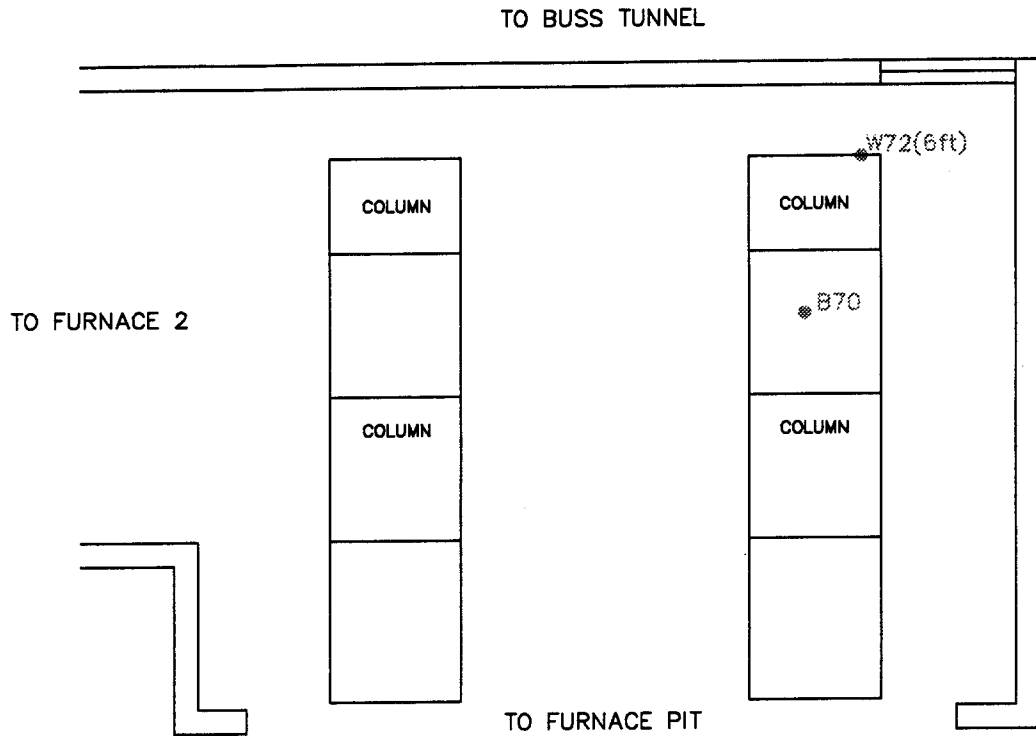 TO BUSS TUNNEL
W72(6ft)
COLUMN
COLUMN
B70
TO FURNACE 2
COLUMN
COLUMN
TO FURNACE PIT